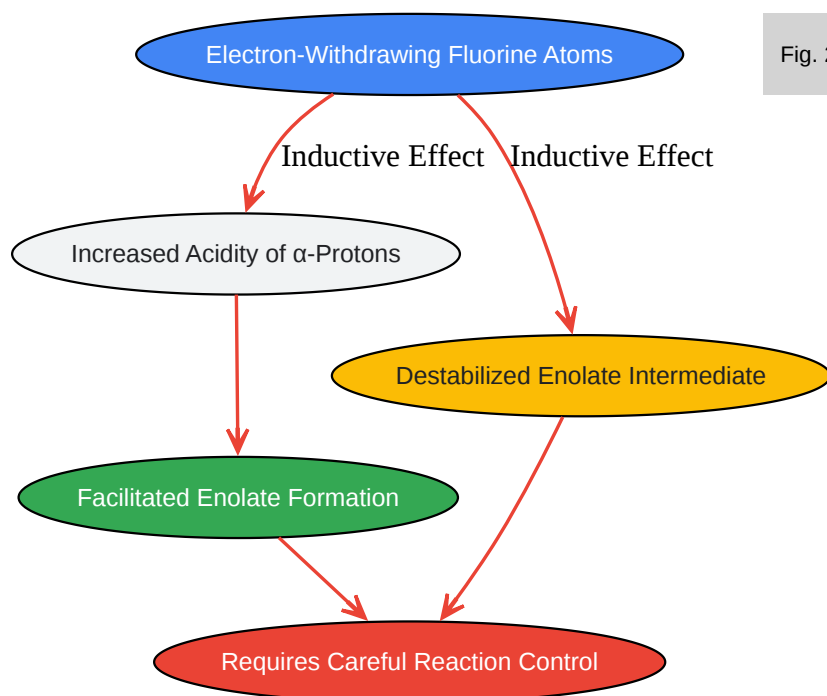 Electron-Withdrawing Fluorine Atoms
Fig. 2
Inductive Effect
Inductive Effect
Increased Acidity of α-Protons
Destabilized Enolate Intermediate
Facilitated Enolate Formation
Requires Careful Reaction Control